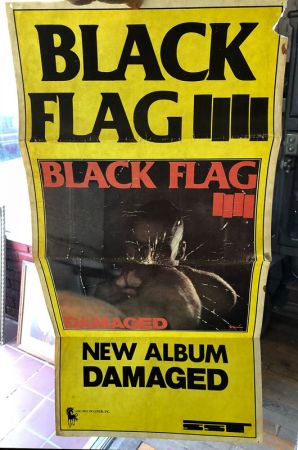 BLACK
FLAG
BLACK FLAG
DAMAGED
NEW ALBUM
DAMAGED
SST